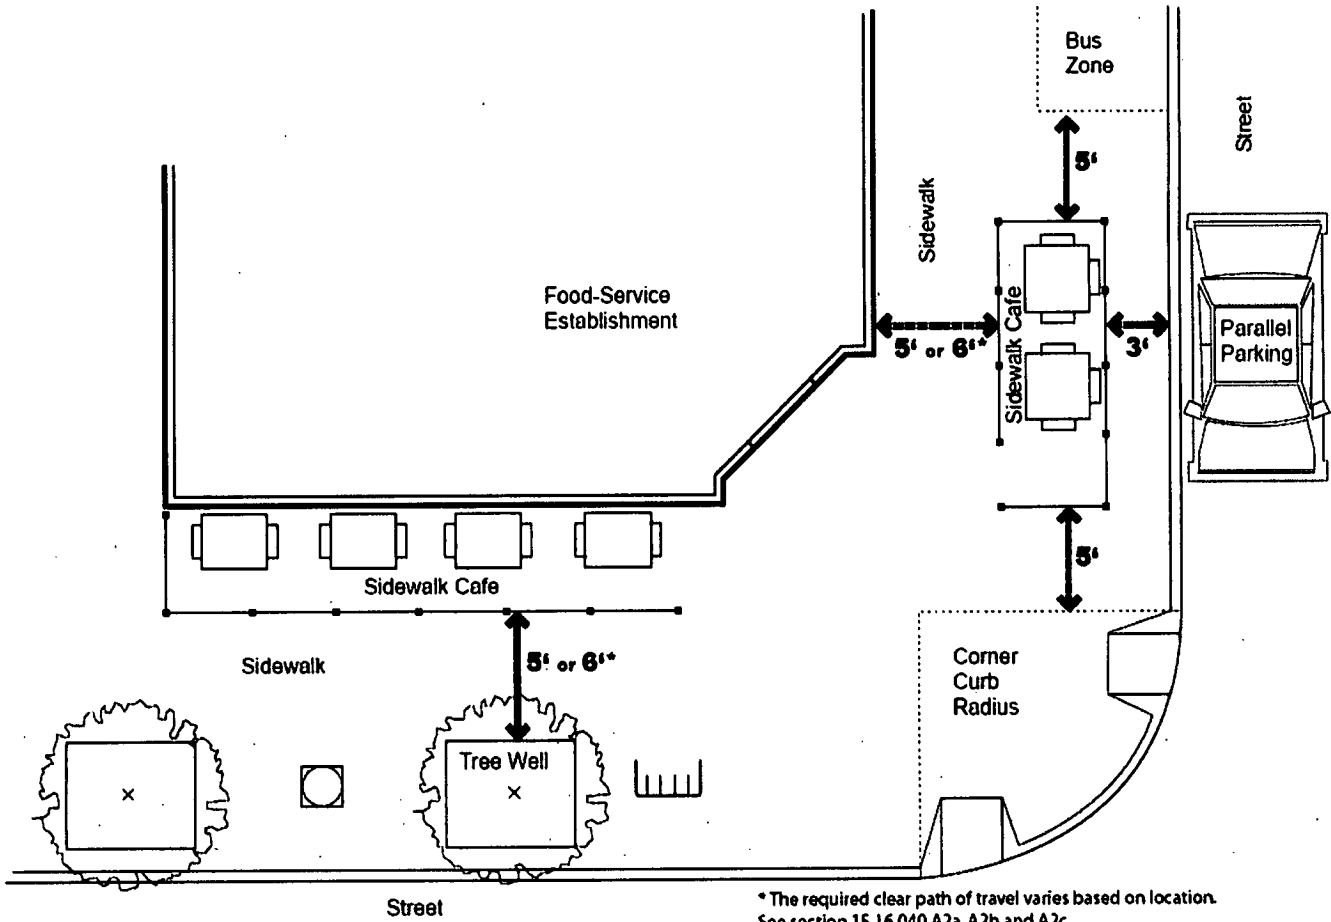 Bus
Zone
Street
5'
Sidewalk
Food-Service
Establishment
Sidewalk Cafe
5' or 6'*
3'
Parallel
Parking
5'
Sidewalk Cafe
Sidewalk
5' or 6'*
Corner
Curb
Radius
Tree Well
Street
* The required clear path of travel varies based on location.
See section 15.16.040 A2a, A2b and A2c